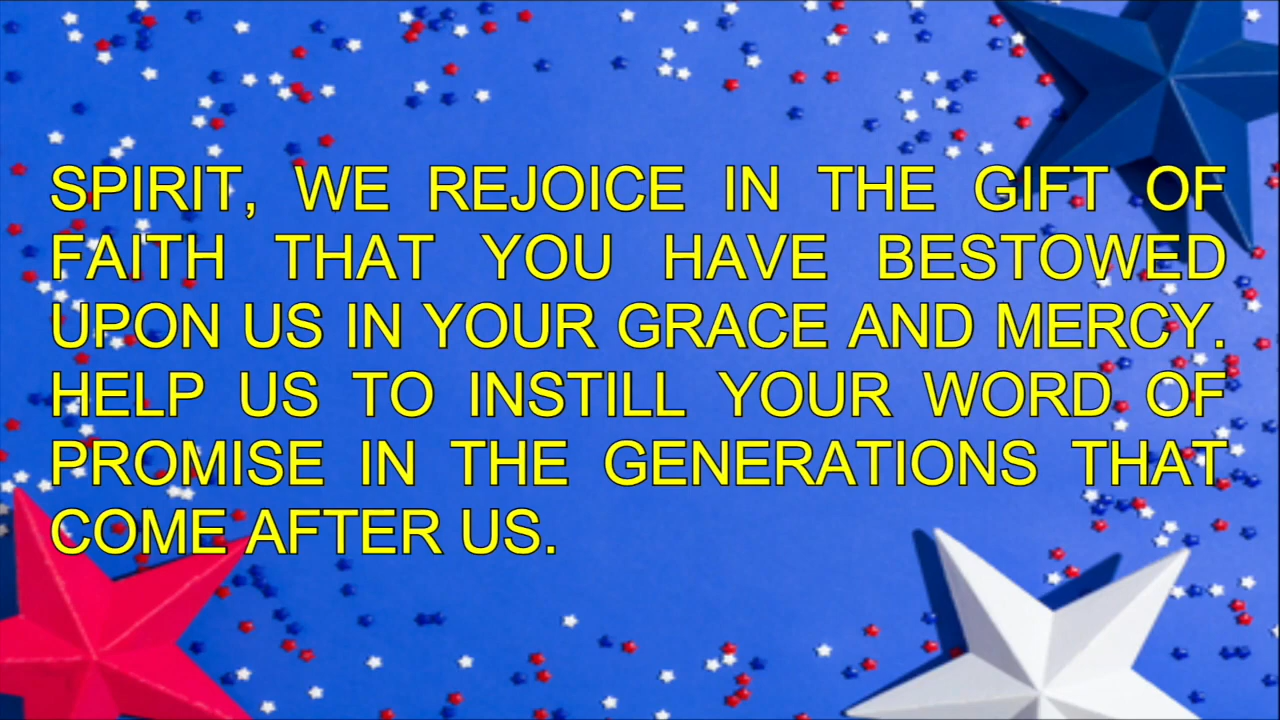 SPIRIT, WE REJOICE IN THE GIFT OF
FAITH THAT YOU HAVE BESTOWED
UPON US IN YOUR GRACE AND MERCY.
HELP US TO INSTILL YOUR WORD OF
PROMISE IN THE GENERATIONS THAT
COME AFTER US.